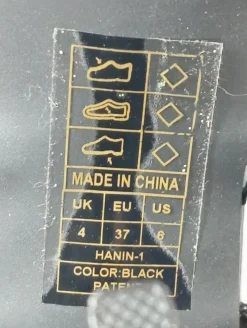 MADE IN CHINA
UK EU US
4 37 6
HANIN-1
COLOR:BLACK
PATENT